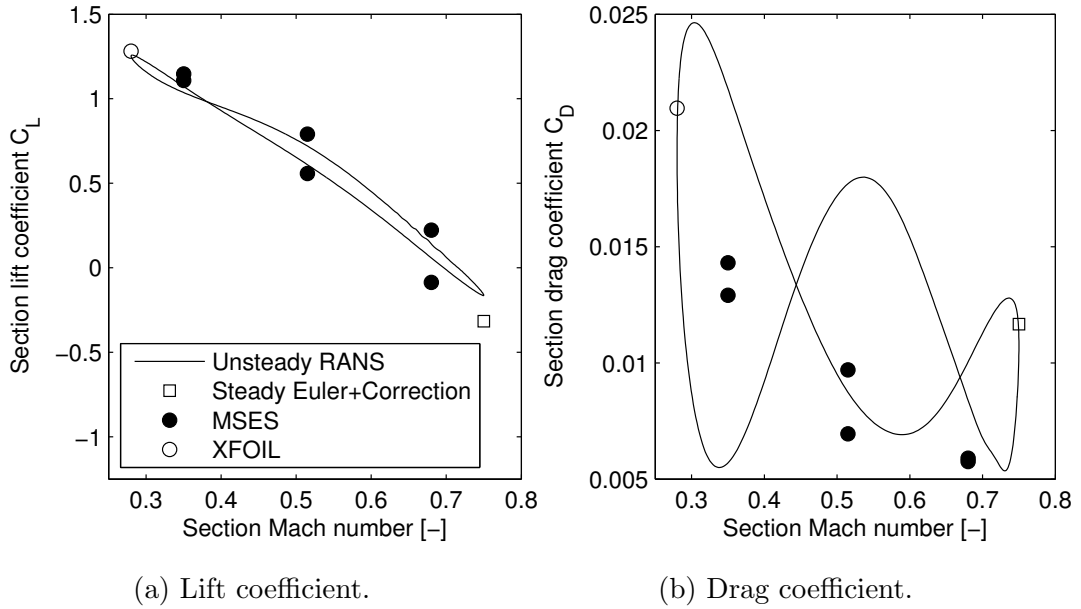 Section lift coefficient C_L
1.5
1
0.5
0
−0.5
−1
0.3 0.4 0.5 0.6 0.7 0.8
Section Mach number [−]
Unsteady RANS
Steady Euler+Correction
MSES
XFOIL
(a) Lift coefficient.
Section drag coefficient C_D
0.025
0.02
0.015
0.01
0.005
0.3 0.4 0.5 0.6 0.7 0.8
Section Mach number [−]
(b) Drag coefficient.